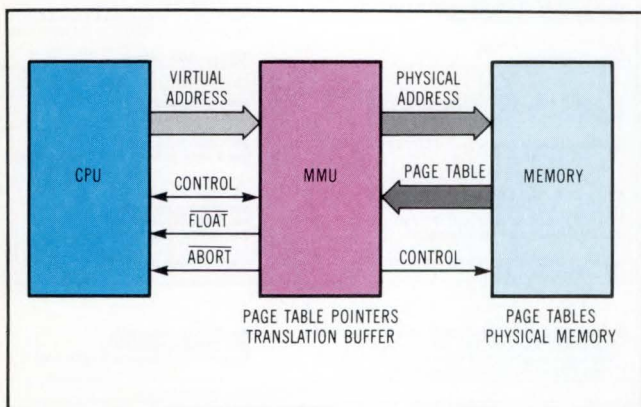 VIRTUAL
ADDRESS
PHYSICAL
ADDRESS
CPU
CONTROL
FLOAT
ABORT
MMU
PAGE TABLE
CONTROL
MEMORY
PAGE TABLE POINTERS
TRANSLATION BUFFER
PAGE TABLES
PHYSICAL MEMORY